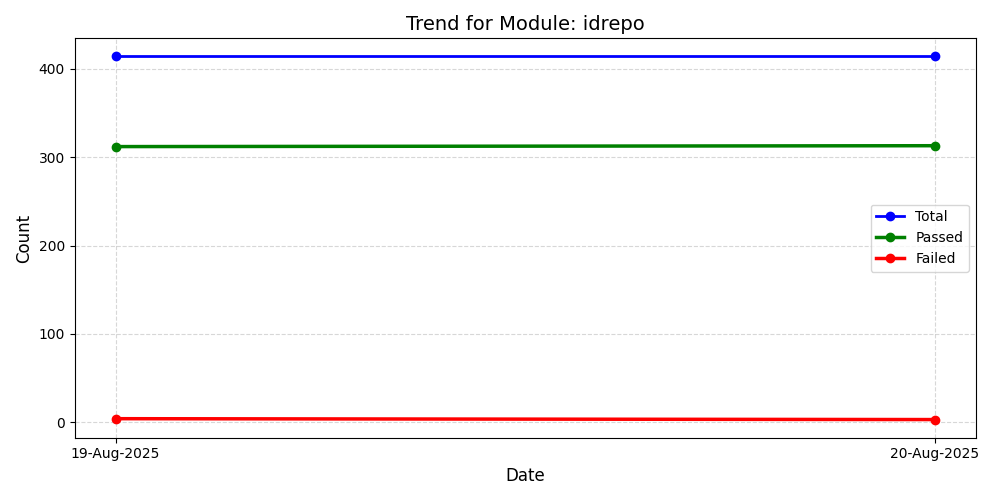 Trend for Module: idrepo
400
300
200
100
0
Count
Total
Passed
Failed
19-Aug-2025
20-Aug-2025
Date